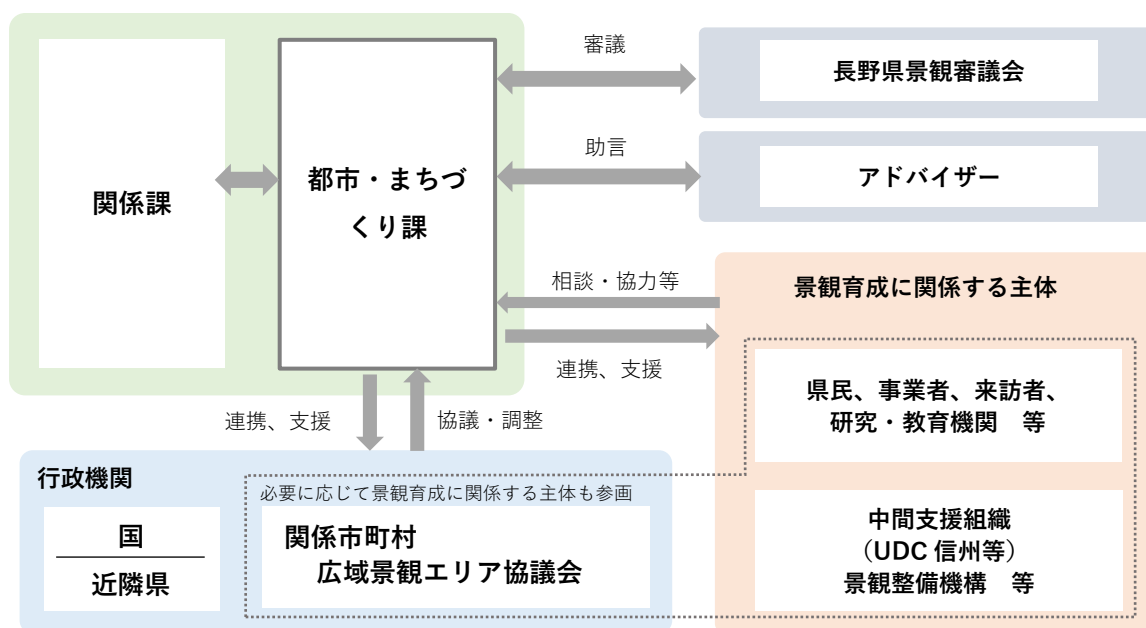 関係課
都市・まちづ
くり課
審議
長野県景観審議会
助言
アドバイザー
相談・協力等
連携、支援
景観育成に関係する主体
県民、事業者、来訪者、
研究・教育機関　等
中間支援組織
（UDC 信州等）
景観整備機構　等
連携、支援
協議・調整
行政機関
国
近隣県
必要に応じて景観育成に関係する主体も参画
関係市町村
広域景観エリア協議会